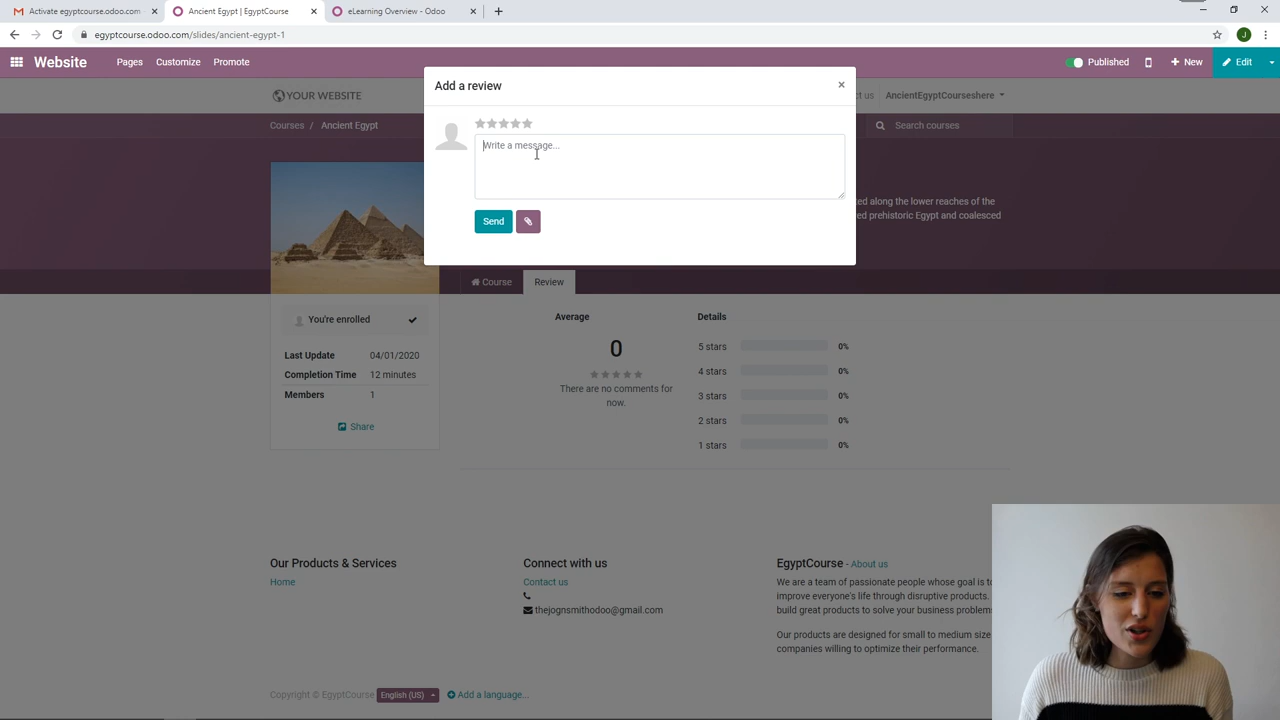 Activate egyptcourse.odoo.com
Ancient Egypt | EgyptCourse
eLearning Overview - Odoo
egyptcourse.odoo.com/slides/ancient-egypt-1
J
Website
Pages
Customize
Promote
Published
New
Edit
YOUR WEBSITE
ct us
AncientEgyptCourseshere
Courses / Ancient Egypt
Search courses
Add a review
×
Write a message...
Send
ed along the lower reaches of the
ed prehistoric Egypt and coalesced
Course
Review
You're enrolled
Last Update 04/01/2020
Completion Time 12 minutes
Members 1
Share
Average
0
There are no comments for
now.
Details
5 stars 0%
4 stars 0%
3 stars 0%
2 stars 0%
1 stars 0%
Our Products & Services
Home
Connect with us
Contact us
thejognsmithodoo@gmail.com
EgyptCourse - About us
We are a team of passionate people whose goal is to
improve everyone's life through disruptive products.
build great products to solve your business problems
Our products are designed for small to medium size
companies willing to optimize their performance.
Copyright © EgyptCourse
English (US)
Add a language...